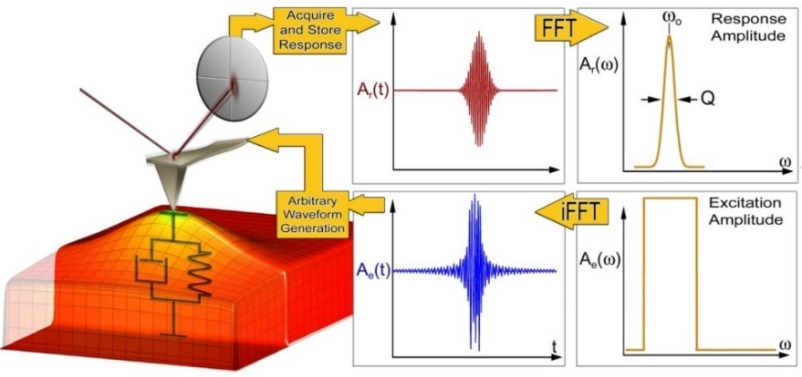 Acquire
and Store
Response
Aᵣ(t)
FFT
ωₒ
Response
Amplitude
Aᵣ(ω)
Q
ω
Arbitrary
Waveform
Generation
Aₑ(t)
t
iFFT
Excitation
Amplitude
Aₑ(ω)
ω